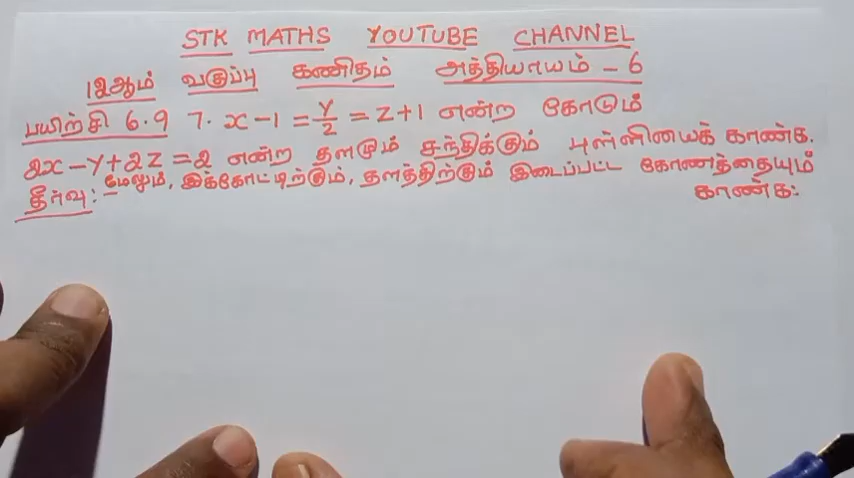 STK MATHS YOUTUBE CHANNEL
12ஆம் வகுப்பு கணிதம் அத்தியாயம் - 6
பயிற்சி 6.9 7. x-1 = y/2 = z+1 என்ற கோடும்
2x-y+2z=2 என்ற தளமும் சந்திக்கும் புள்ளியைக் காண்க.
தீர்வு: மேலும், இக்கோட்டிற்கும், தளத்திற்கும் இடைப்பட்ட கோணத்தையும்
காண்க: